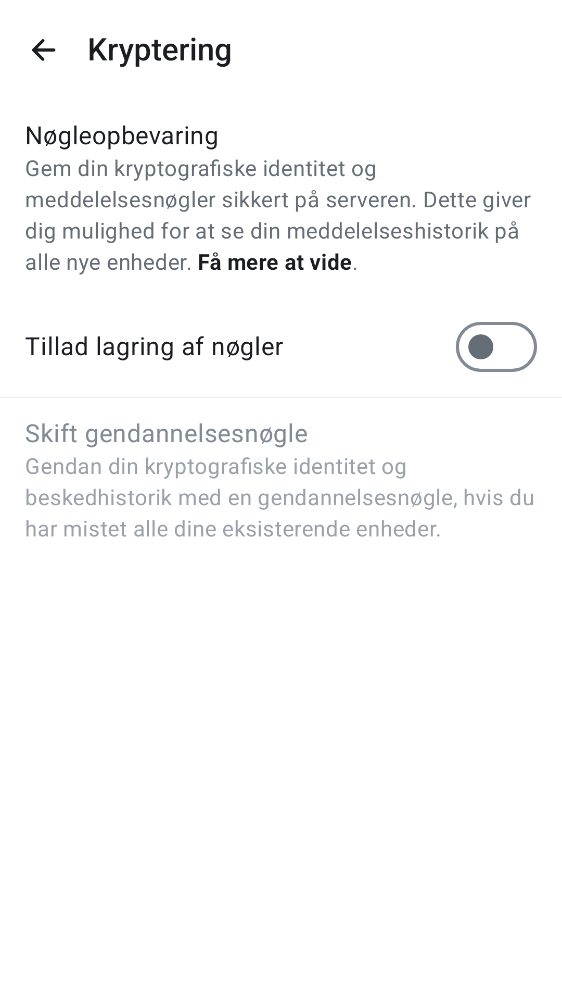 Kryptering
Nøgleopbevaring
Gem din kryptografiske identitet og
meddelelsesnøgler sikkert på serveren. Dette giver
dig mulighed for at se din meddelelseshistorik på
alle nye enheder. Få mere at vide.
Tillad lagring af nøgler
Skift gendannelsesnøgle
Gendan din kryptografiske identitet og
beskedhistorik med en gendannelsesnøgle, hvis du
har mistet alle dine eksisterende enheder.